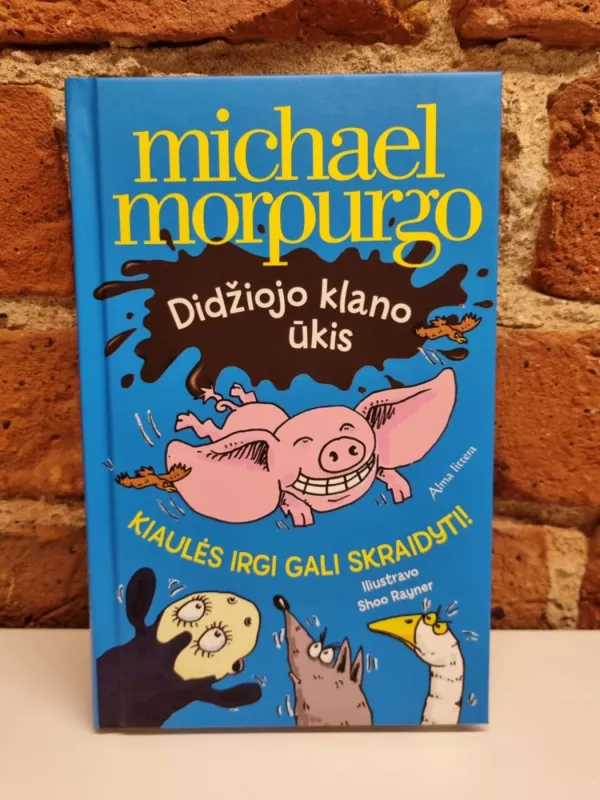 michael
morpurgo
Didžiojo klano
ūkis
Alma littera
KIAULĖS IRGI GALI SKRAIDYTI!
Iliustravo
Shoo Rayner